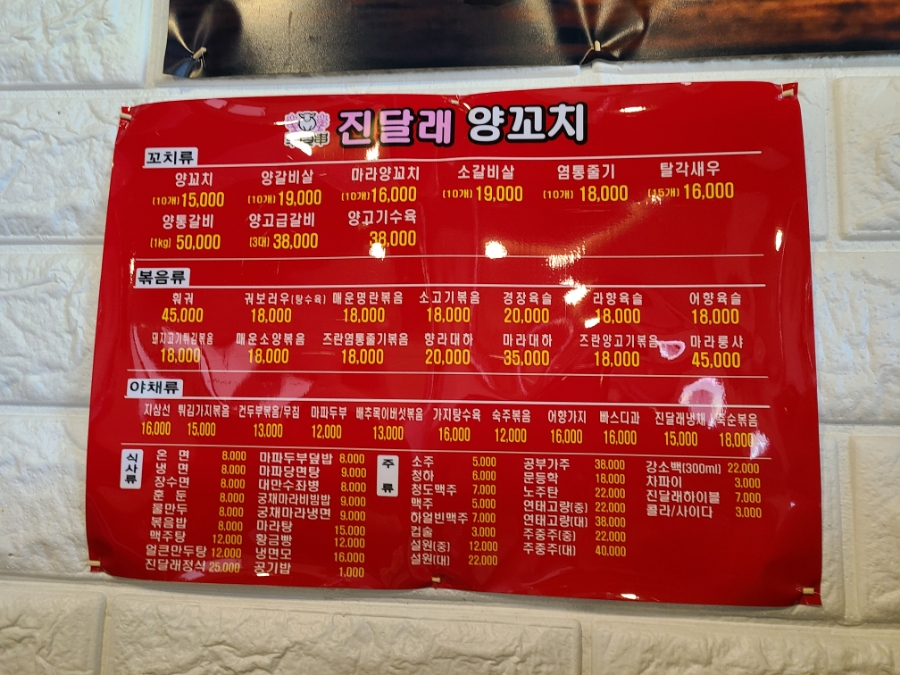 진달래 양꼬치
꼬치류
양꼬치 양갈비살 마라양꼬치 소갈비살 염통줄기 탈각새우
(10개)15,000 (10개)19,000 (10개)16,000 (10개)19,000 (10개)18,000 (15개)16,000
양통갈비 양고급갈비 양고기수육
(1kg) 50,000 (3대) 38,000 38,000
볶음류
훠궈 궈보러우(탕수육) 매운명란볶음 소고기볶음 경장육슬 라향육슬 어향육슬
45,000 18,000 18,000 18,000 20,000 18,000 18,000
돼지고기튀김볶음 매운소양볶음 즈란염통줄기볶음 향라대하 마라대하 즈란양고기볶음 마라롱샤
18,000 18,000 18,000 20,000 35,000 18,000 45,000
야채류
지삼선 튀김가지볶음 건두부볶음/무침 마파두부 배추목이버섯볶음 가지탕수육 숙주볶음 어향가지 빠스디과 진달래냉채 죽순볶음
16,000 15,000 13,000 12,000 13,000 16,000 12,000 16,000 16,000 15,000 18,000
식사류
온면 8,000
냉면 8,000
장수면 8,000
훈둔 8,000
물만두 8,000
볶음밥 8,000
맥주탕 12,000
얼큰만두탕 12,000
진달래정식 25,000
마파두부덮밥 8,000
마파당면탕 9,000
대만수좌병 8,000
궁채마라비빔밥 9,000
궁채마라냉면 9,000
마라탕 15,000
황금빵 12,000
냉면모 16,000
공기밥 1,000
주류
소주 5,000
청하 6,000
청도맥주 7,000
맥주 5,000
하얼빈맥주 7,000
컵술 3,000
설원(중) 12,000
설원(대) 22,000
공부가주 38,000
문등학 18,000
노주탄 22,000
연태고량(중) 22,000
연태고량(대) 38,000
주중주(중) 22,000
주중주(대) 40,000
강소백(300ml) 22,000
차파이 3,000
진달래하이볼 7,000
콜라/사이다 3,000